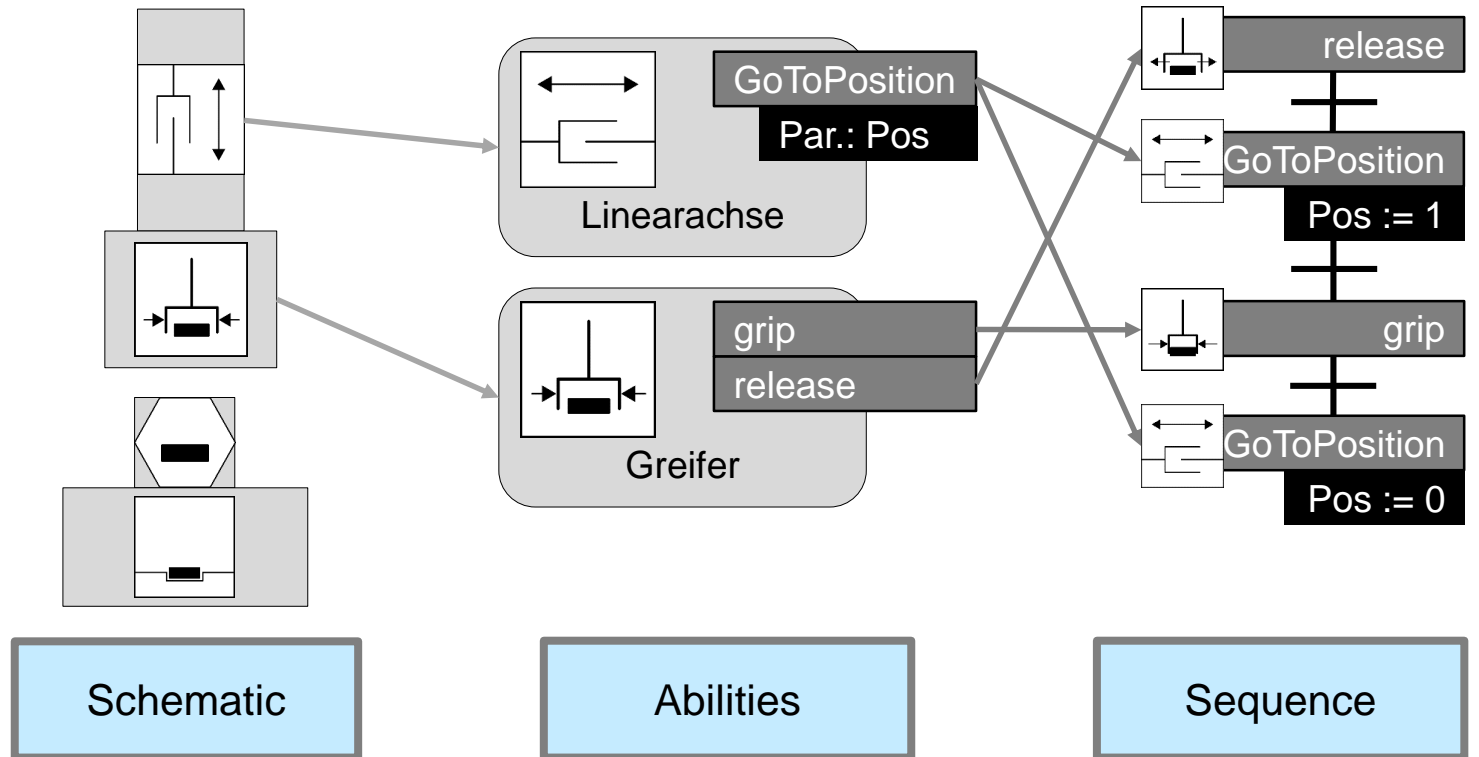 GoToPosition
Par.: Pos
Linearachse
grip
release
Greifer
release
GoToPosition
Pos := 1
grip
GoToPosition
Pos := 0
Schematic
Abilities
Sequence